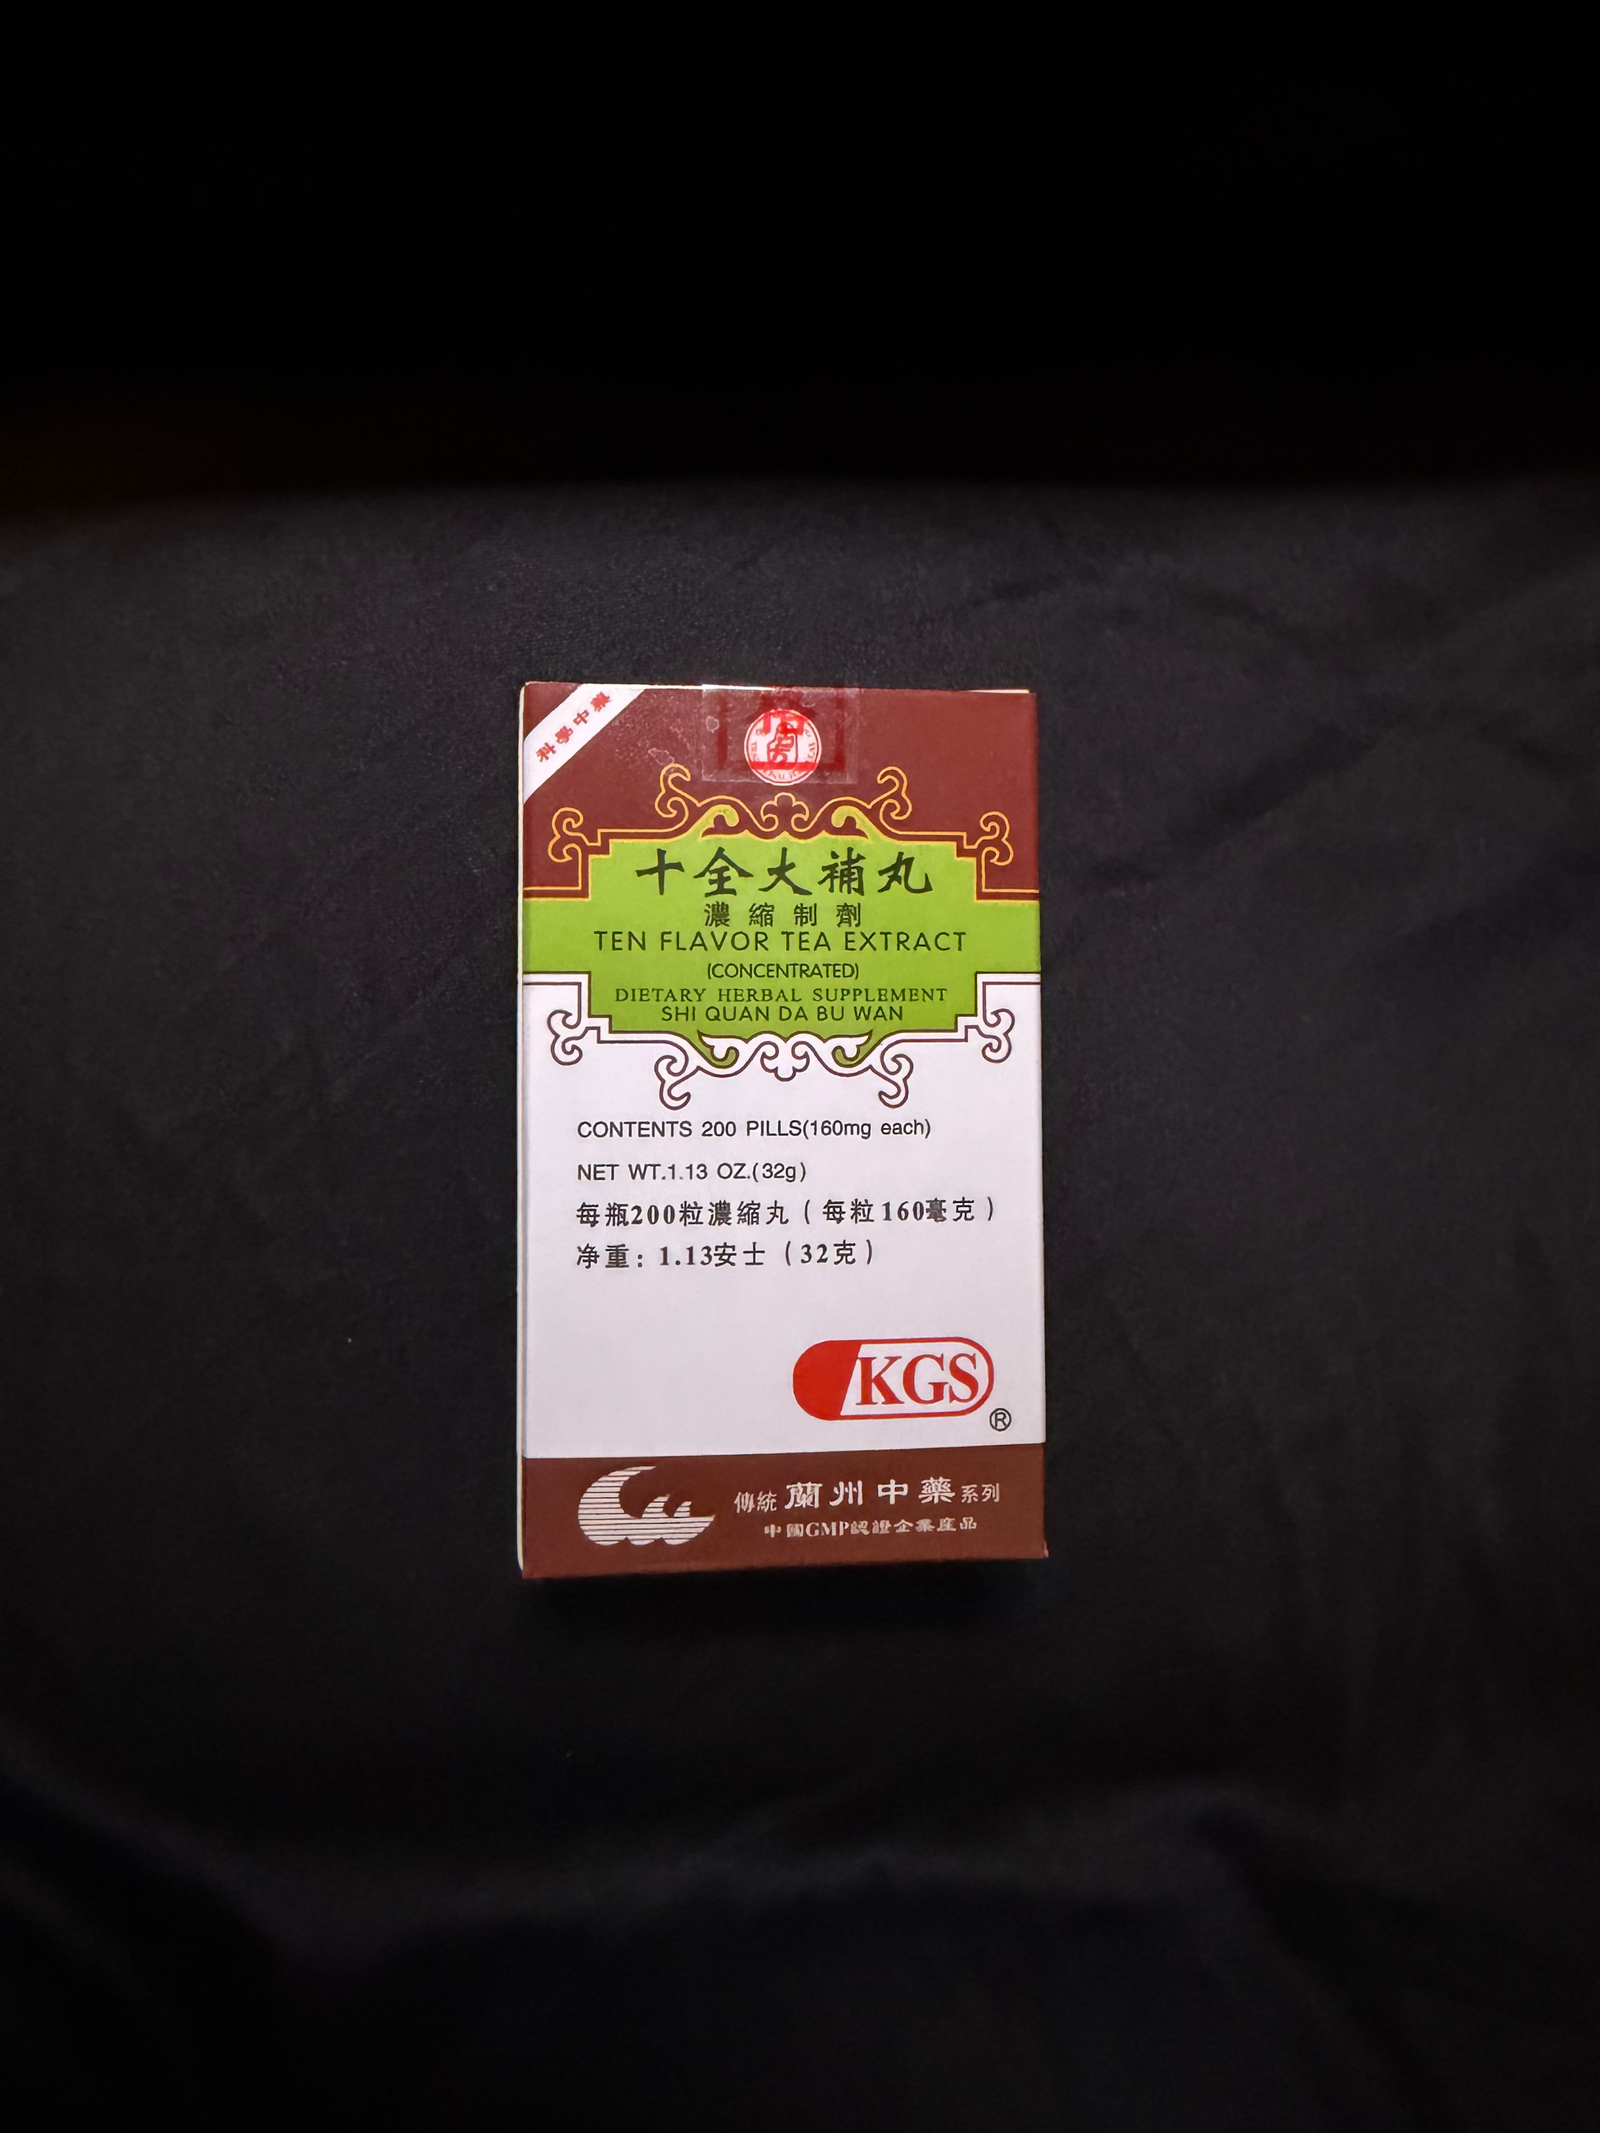 科學中藥
十全大補丸
濃縮制劑
TEN FLAVOR TEA EXTRACT
(CONCENTRATED)
DIETARY HERBAL SUPPLEMENT
SHI QUAN DA BU WAN
CONTENTS 200 PILLS(160mg each)
NET WT.1.13 OZ.(32g)
每瓶200粒濃縮丸（每粒160毫克）
净重：1.13安士（32克）
KGS
®
傳統 蘭州中藥 系列
中國GMP認證企業産品